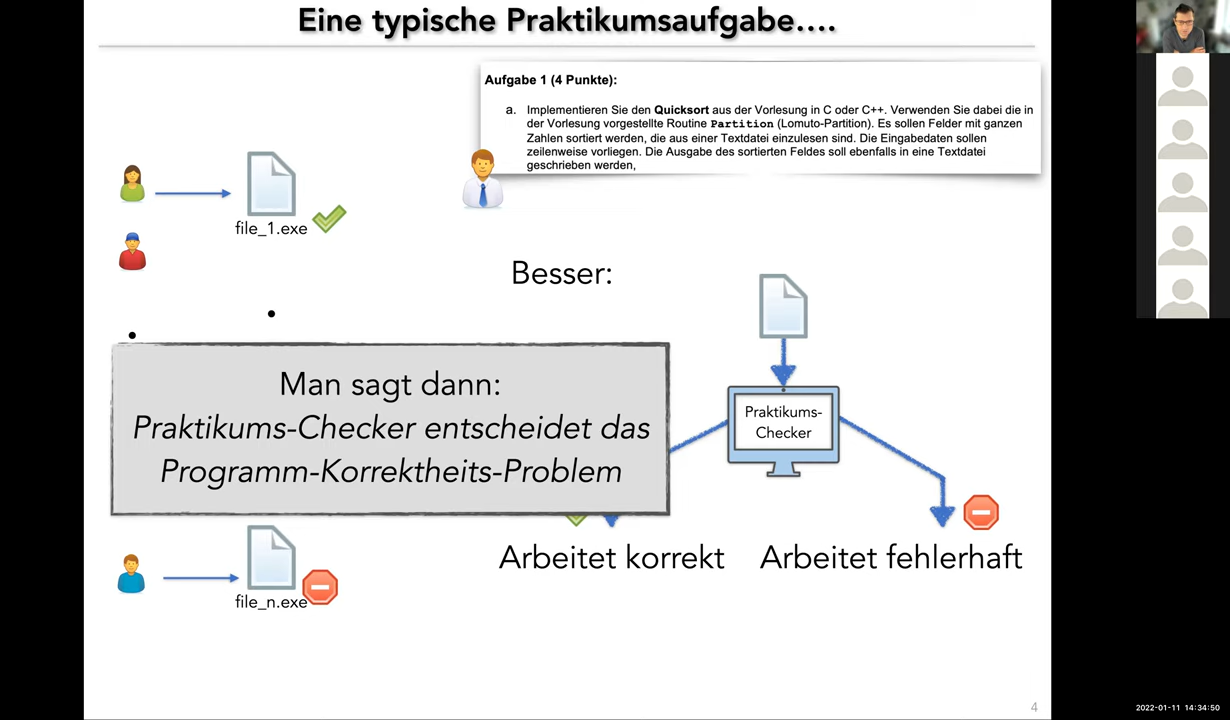 Eine typische Praktikumsaufgabe….
Aufgabe 1 (4 Punkte):
a. Implementieren Sie den Quicksort aus der Vorlesung in C oder C++. Verwenden Sie dabei die in
der Vorlesung vorgestellte Routine Partition (Lomuto-Partition). Es sollen Felder mit ganzen
Zahlen sortiert werden, die aus einer Textdatei einzulesen sind. Die Eingabedaten sollen
zeilenweise vorliegen. Die Ausgabe des sortierten Feldes soll ebenfalls in eine Textdatei
geschrieben werden,
file_1.exe
Besser:
Man sagt dann:
Praktikums-Checker entscheidet das
Programm-Korrektheits-Problem
Praktikums-
Checker
Arbeitet korrekt
Arbeitet fehlerhaft
file_n.exe
4
2022-01-11 14:34:50